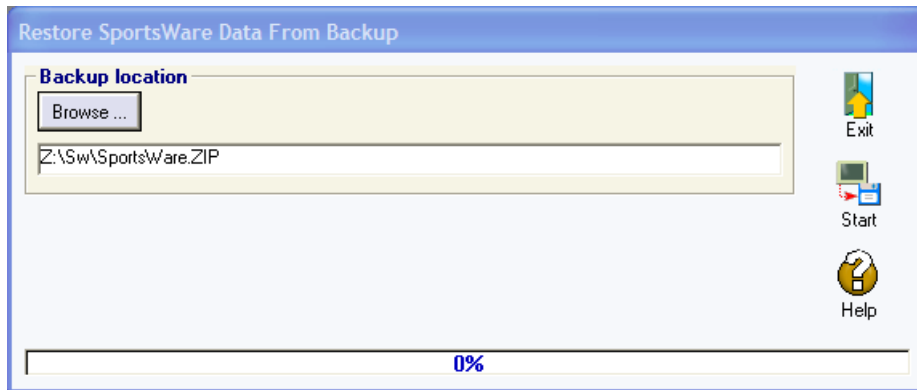 Restore SportsWare Data From Backup
Backup location
Browse ...
Z:\Sw\SportsWare.ZIP
Exit
Start
Help
0%